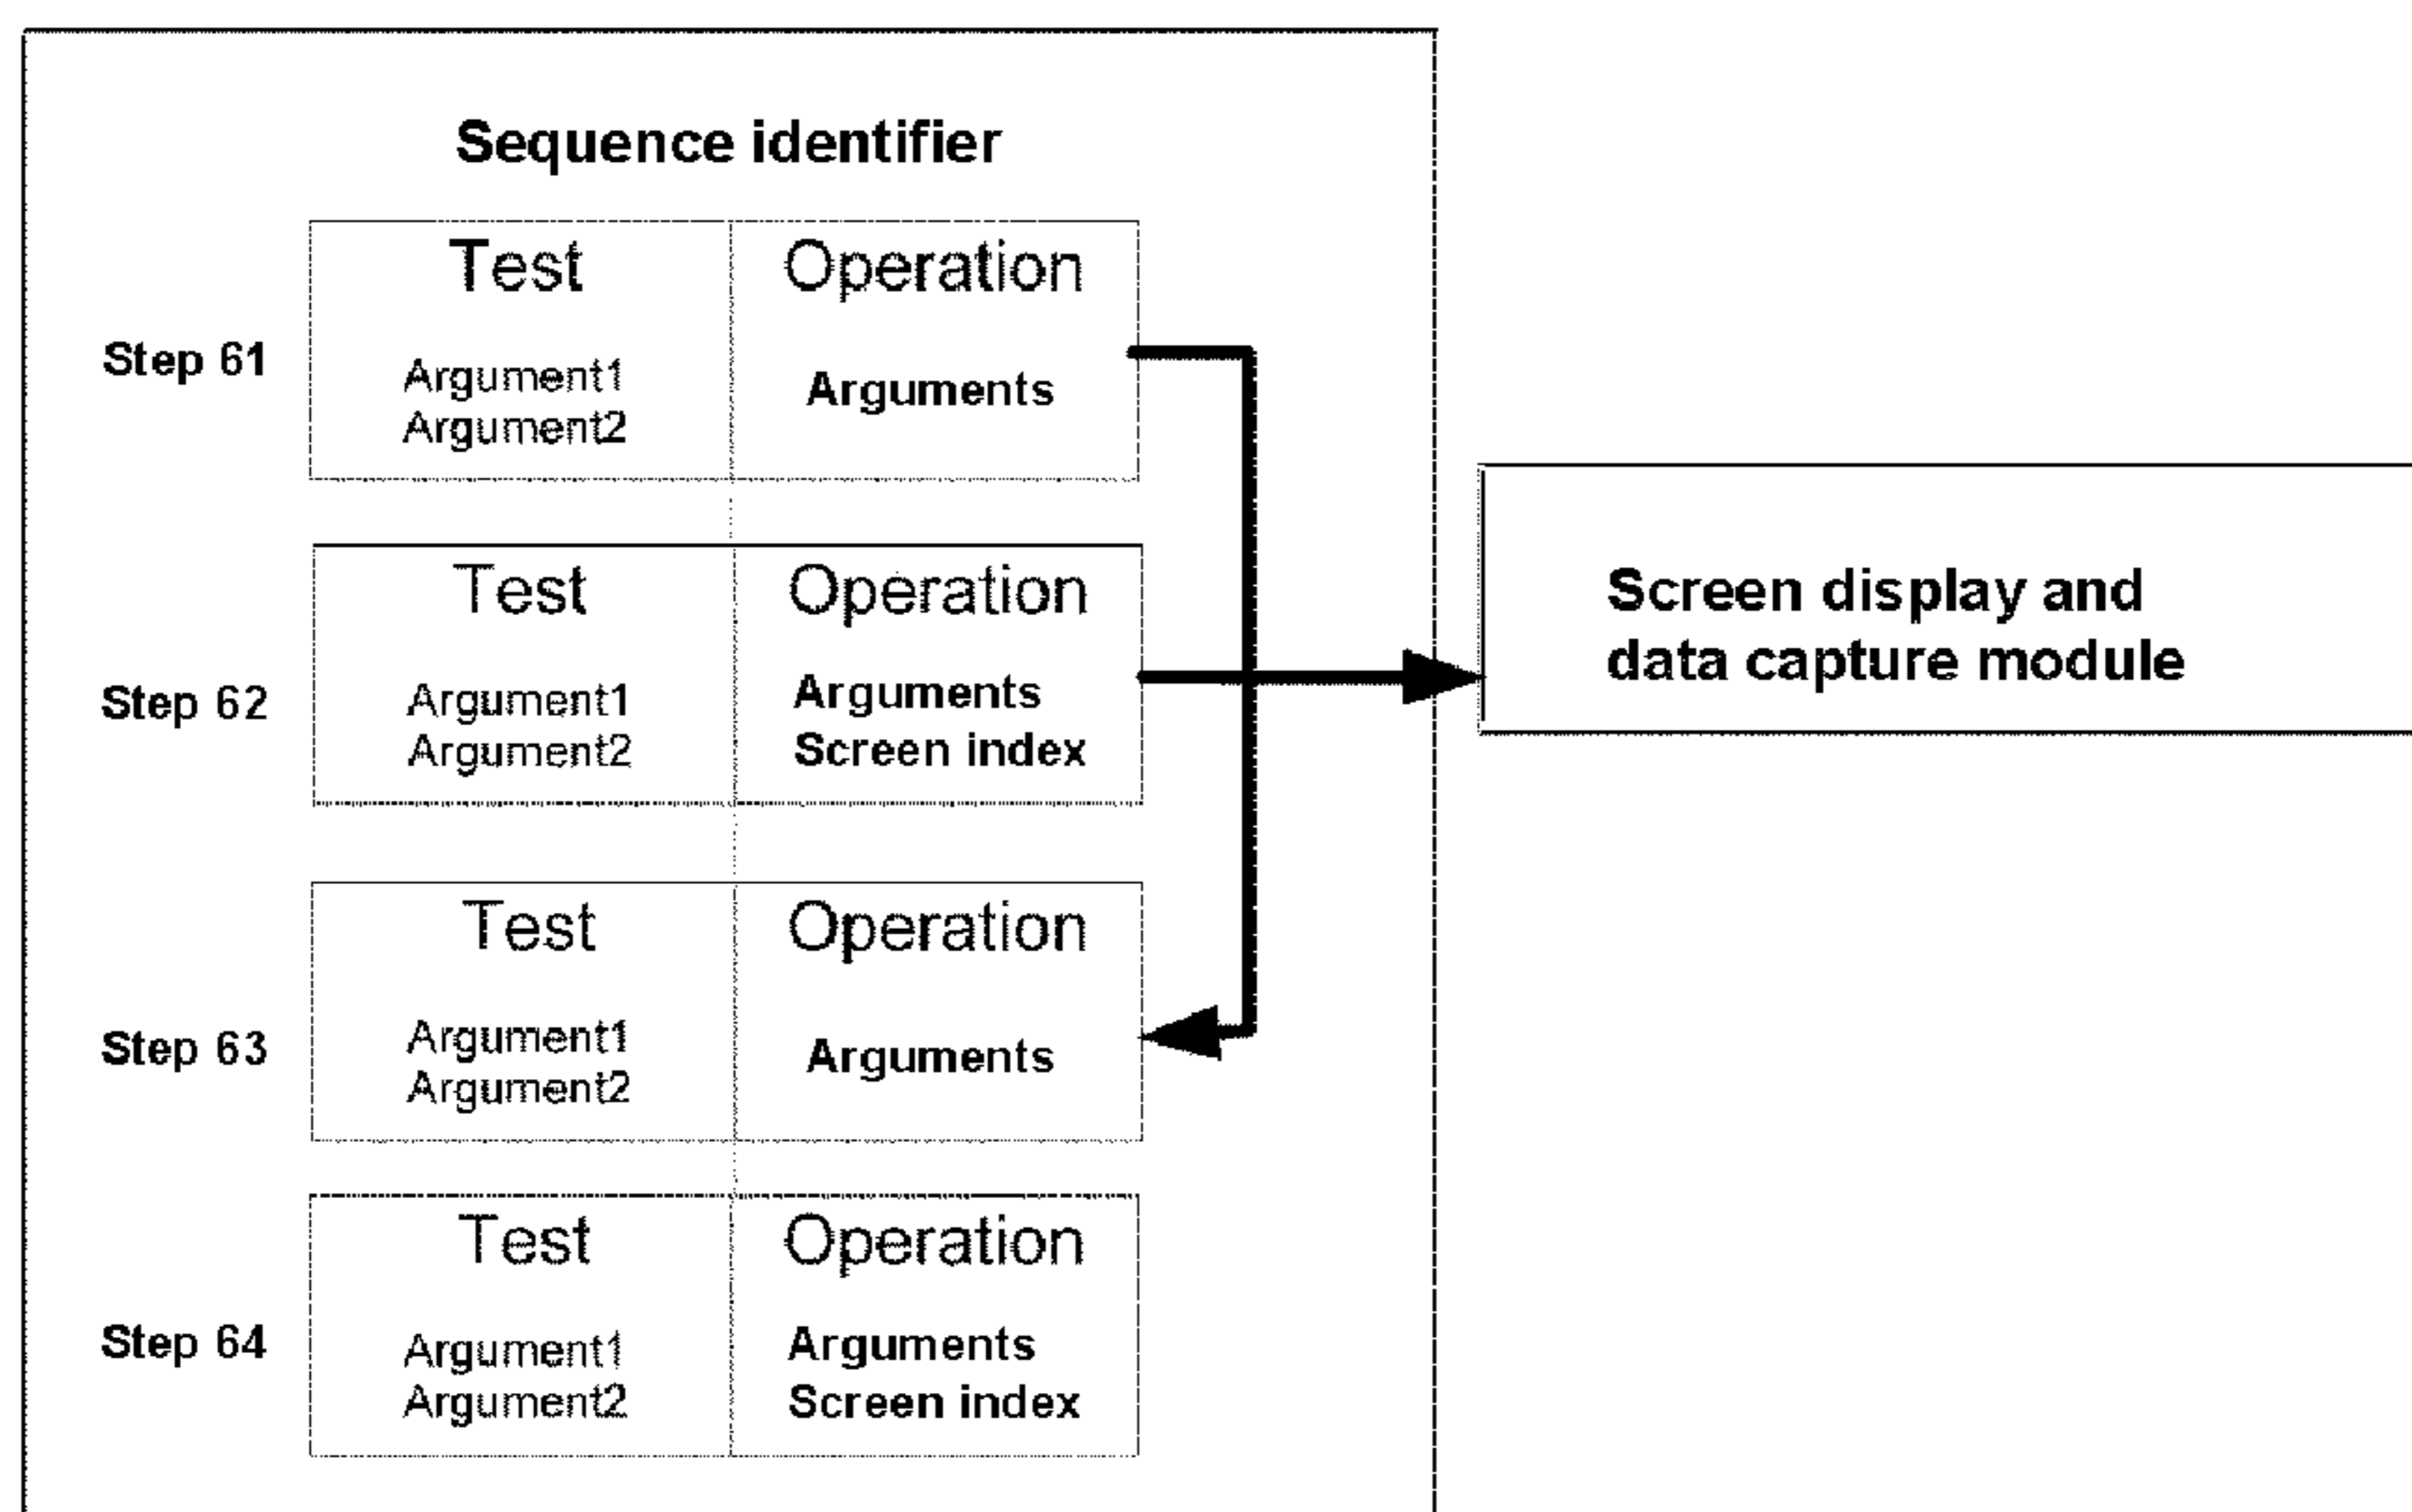 Sequence identifier
Test
Operation
Step 61
Argument1
Argument2
Arguments
Test
Operation
Step 62
Argument1
Argument2
Arguments
Screen index
Screen display and
data capture module
Test
Operation
Step 63
Argument1
Argument2
Arguments
Test
Operation
Step 64
Argument1
Argument2
Arguments
Screen index